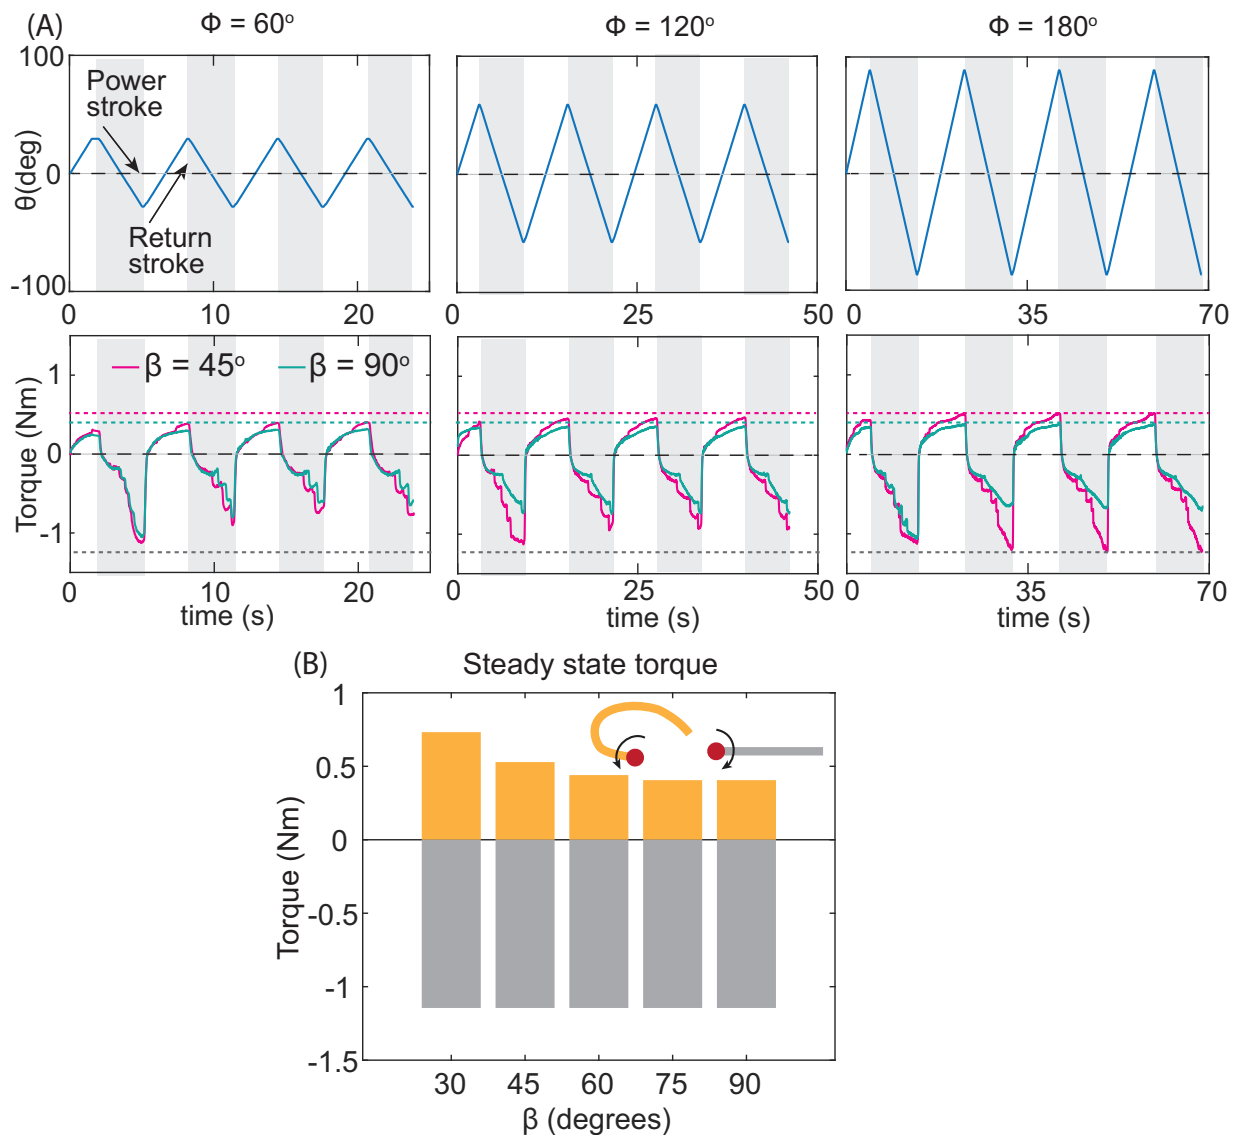 (A)
Φ = 60°
Φ = 120°
Φ = 180°
100
0
-100
θ(deg)
Power
stroke
Return
stroke
0
10
20
0
25
50
0
35
70
β = 45°
β = 90°
1
0
-1
Torque (Nm)
0
10
20
0
25
50
0
35
70
time (s)
time (s)
time (s)
(B)
Steady state torque
1
0.5
0
-0.5
-1
-1.5
Torque (Nm)
30
45
60
75
90
β (degrees)